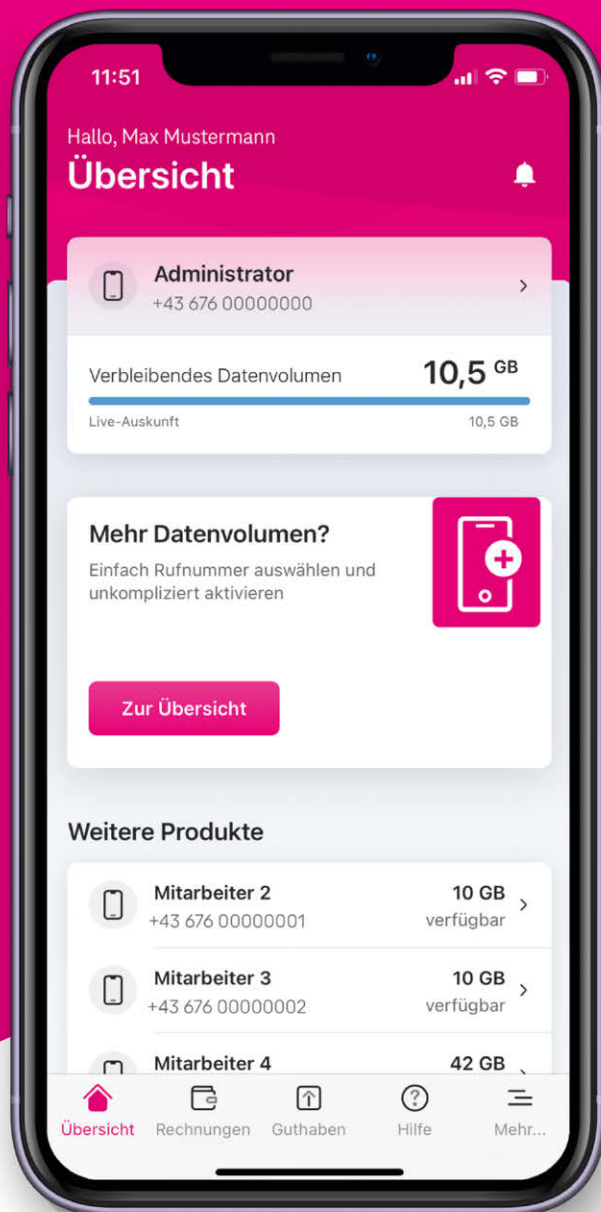 11:51
Hallo, Max Mustermann
Übersicht
Administrator
+43 676 00000000
Verbleibendes Datenvolumen
10,5 GB
Live-Auskunft
10,5 GB
Mehr Datenvolumen?
Einfach Rufnummer auswählen und
unkompliziert aktivieren
Zur Übersicht
Weitere Produkte
Mitarbeiter 2
10 GB
+43 676 00000001
verfügbar
Mitarbeiter 3
10 GB
+43 676 00000002
verfügbar
Mitarbeiter 4
42 GB
Übersicht
Rechnungen
Guthaben
Hilfe
Mehr...